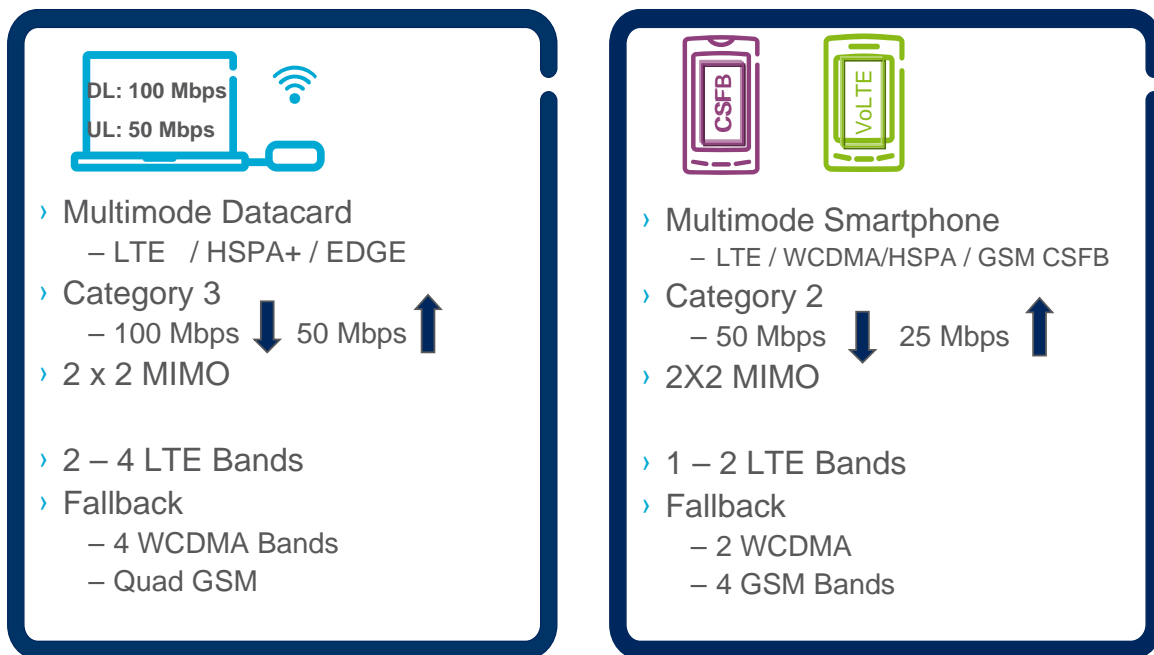 DL: 100 Mbps
UL: 50 Mbps
› Multimode Datacard
– LTE / HSPA+ / EDGE
› Category 3
– 100 Mbps 50 Mbps
› 2 x 2 MIMO
› 2 – 4 LTE Bands
› Fallback
– 4 WCDMA Bands
– Quad GSM
CSFB
VoLTE
› Multimode Smartphone
– LTE / WCDMA/HSPA / GSM CSFB
› Category 2
– 50 Mbps 25 Mbps
› 2X2 MIMO
› 1 – 2 LTE Bands
› Fallback
– 2 WCDMA
– 4 GSM Bands